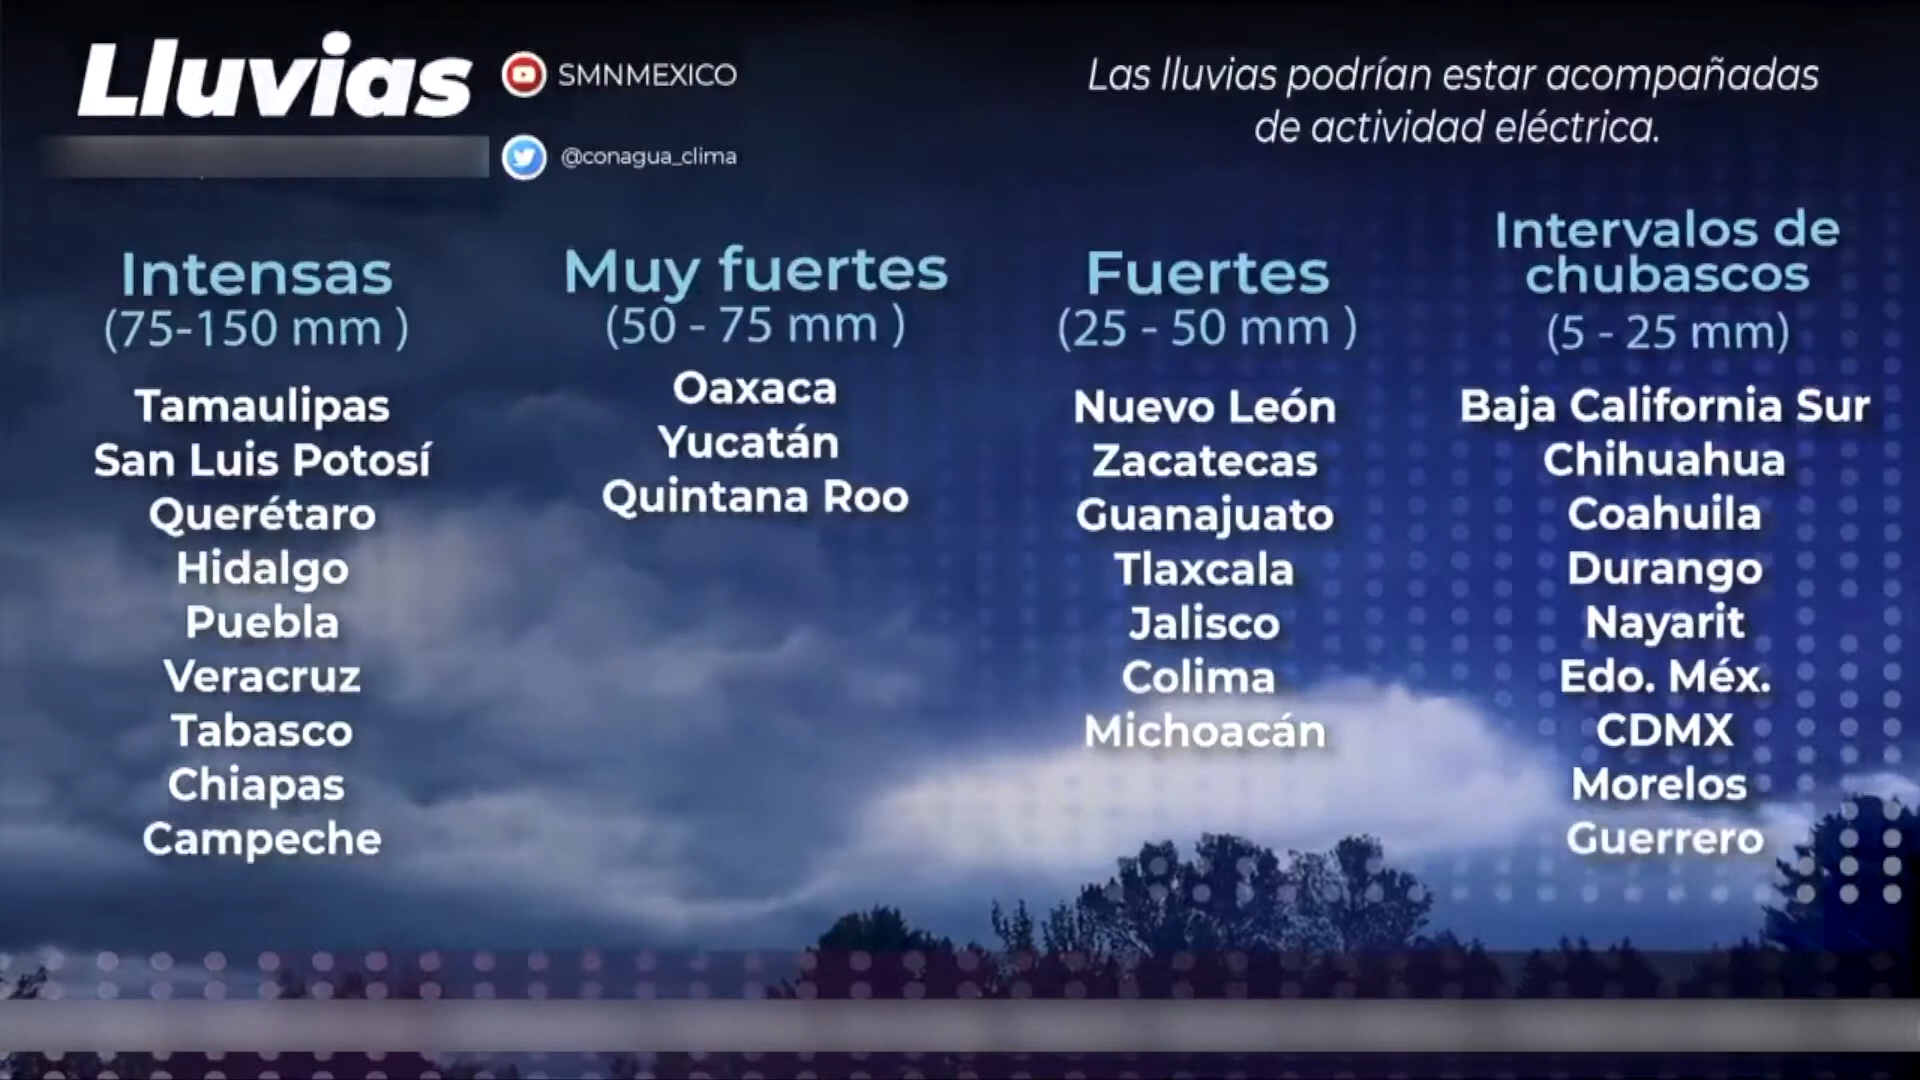 Lluvias
SMNMEXICO
@conagua_clima
Las lluvias podrían estar acompañadas
de actividad eléctrica.
Intensas
(75-150 mm )
Tamaulipas
San Luis Potosí
Querétaro
Hidalgo
Puebla
Veracruz
Tabasco
Chiapas
Campeche
Muy fuertes
(50 - 75 mm )
Oaxaca
Yucatán
Quintana Roo
Fuertes
(25 - 50 mm )
Nuevo León
Zacatecas
Guanajuato
Tlaxcala
Jalisco
Colima
Michoacán
Intervalos de
chubascos
(5 - 25 mm)
Baja California Sur
Chihuahua
Coahuila
Durango
Nayarit
Edo. Méx.
CDMX
Morelos
Guerrero